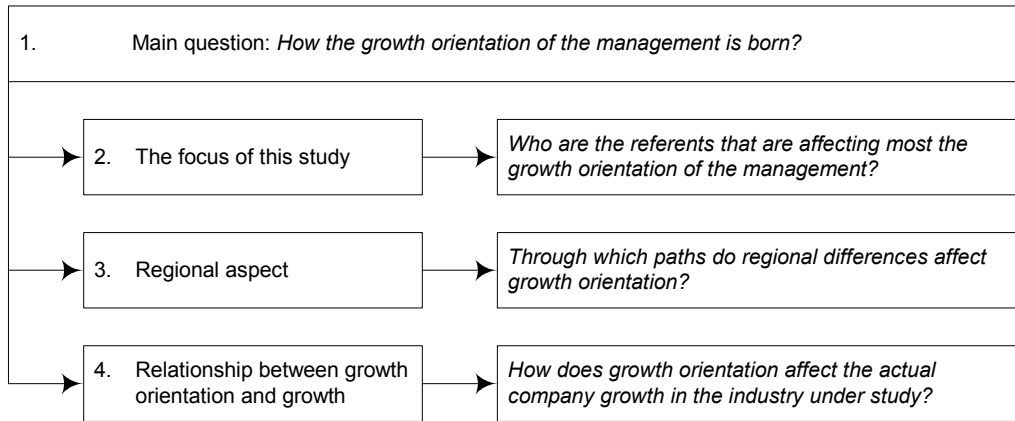 1. Main question: How the growth orientation of the management is born?
2. The focus of this study
Who are the referents that are affecting most the
growth orientation of the management?
3. Regional aspect
Through which paths do regional differences affect
growth orientation?
4. Relationship between growth
orientation and growth
How does growth orientation affect the actual
company growth in the industry under study?